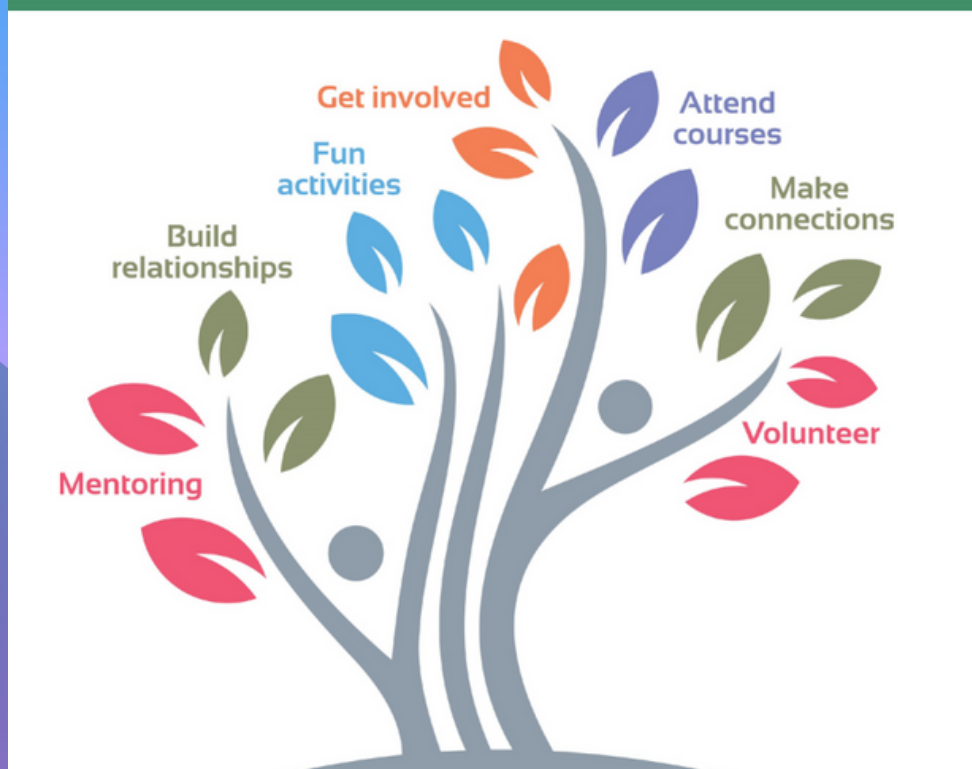 Get involved
Attend
courses
Fun
activities
Make
connections
Build
relationships
Volunteer
Mentoring